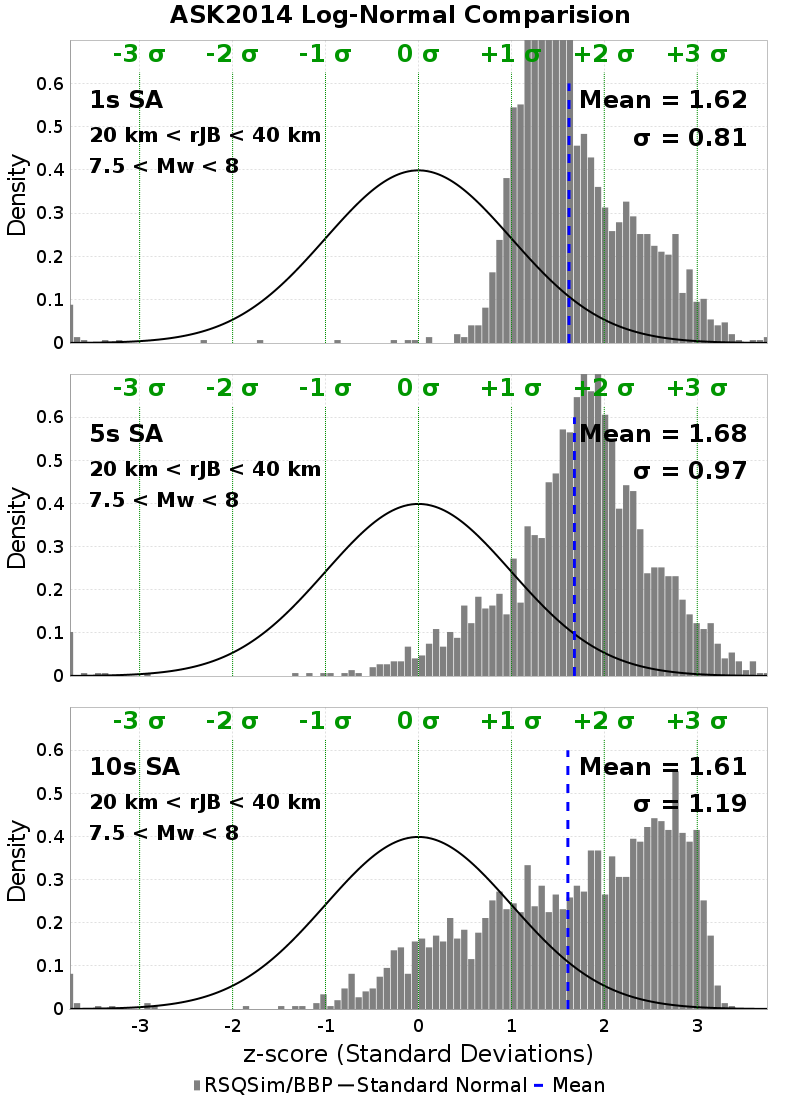 ASK2014 Log-Normal Comparision
-3 σ -2 σ -1 σ 0 σ +1 σ +2 σ +3 σ
1s SA
Mean = 1.62
20 km < rJB < 40 km
σ = 0.81
7.5 < Mw < 8
Density
0.6
0.5
0.4
0.3
0.2
0.1
0
-3 σ -2 σ -1 σ 0 σ +1 σ +2 σ +3 σ
5s SA
Mean = 1.68
20 km < rJB < 40 km
σ = 0.97
7.5 < Mw < 8
Density
0.6
0.5
0.4
0.3
0.2
0.1
0
-3 σ -2 σ -1 σ 0 σ +1 σ +2 σ +3 σ
10s SA
Mean = 1.61
20 km < rJB < 40 km
σ = 1.19
7.5 < Mw < 8
Density
0.6
0.5
0.4
0.3
0.2
0.1
0
-3 -2 -1 0 1 2 3
z-score (Standard Deviations)
RSQSim/BBP Standard Normal Mean